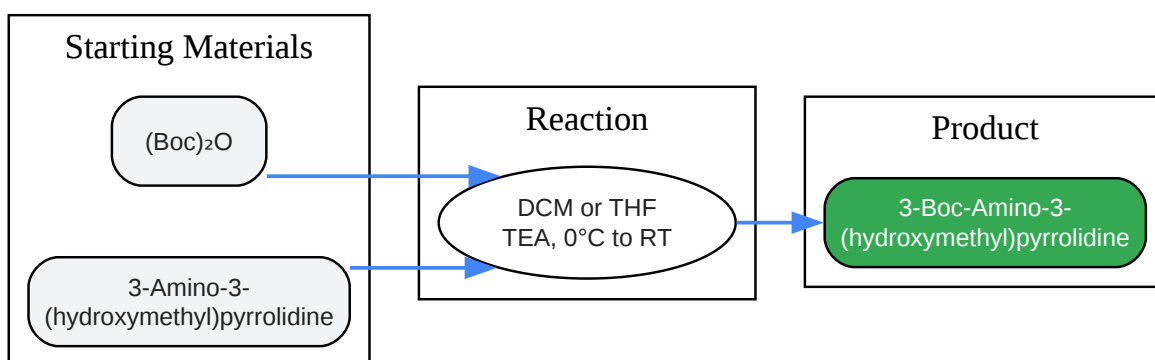 Starting Materials
(Boc)₂O
3-Amino-3-
(hydroxymethyl)pyrrolidine
Reaction
DCM or THF
TEA, 0°C to RT
Product
3-Boc-Amino-3-
(hydroxymethyl)pyrrolidine